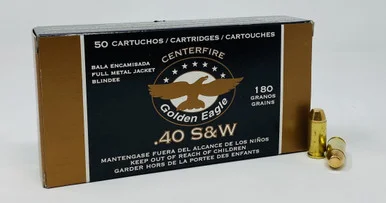 50 CARTUCHOS/CARTRIDGES/CARTOUCHES
CENTERFIRE
BALA ENCAMISADA
FULL METAL JACKET
BLINDEE
180
GRANOS
GRAINS
Golden Eagle
.40 S&W
MANTENGASE FUERA DEL ALCANCE DE LOS NIÑOS
KEEP OUT OF REACH OF CHILDREN
GARDER HORS DE LA PORTEE DES ENFANTS